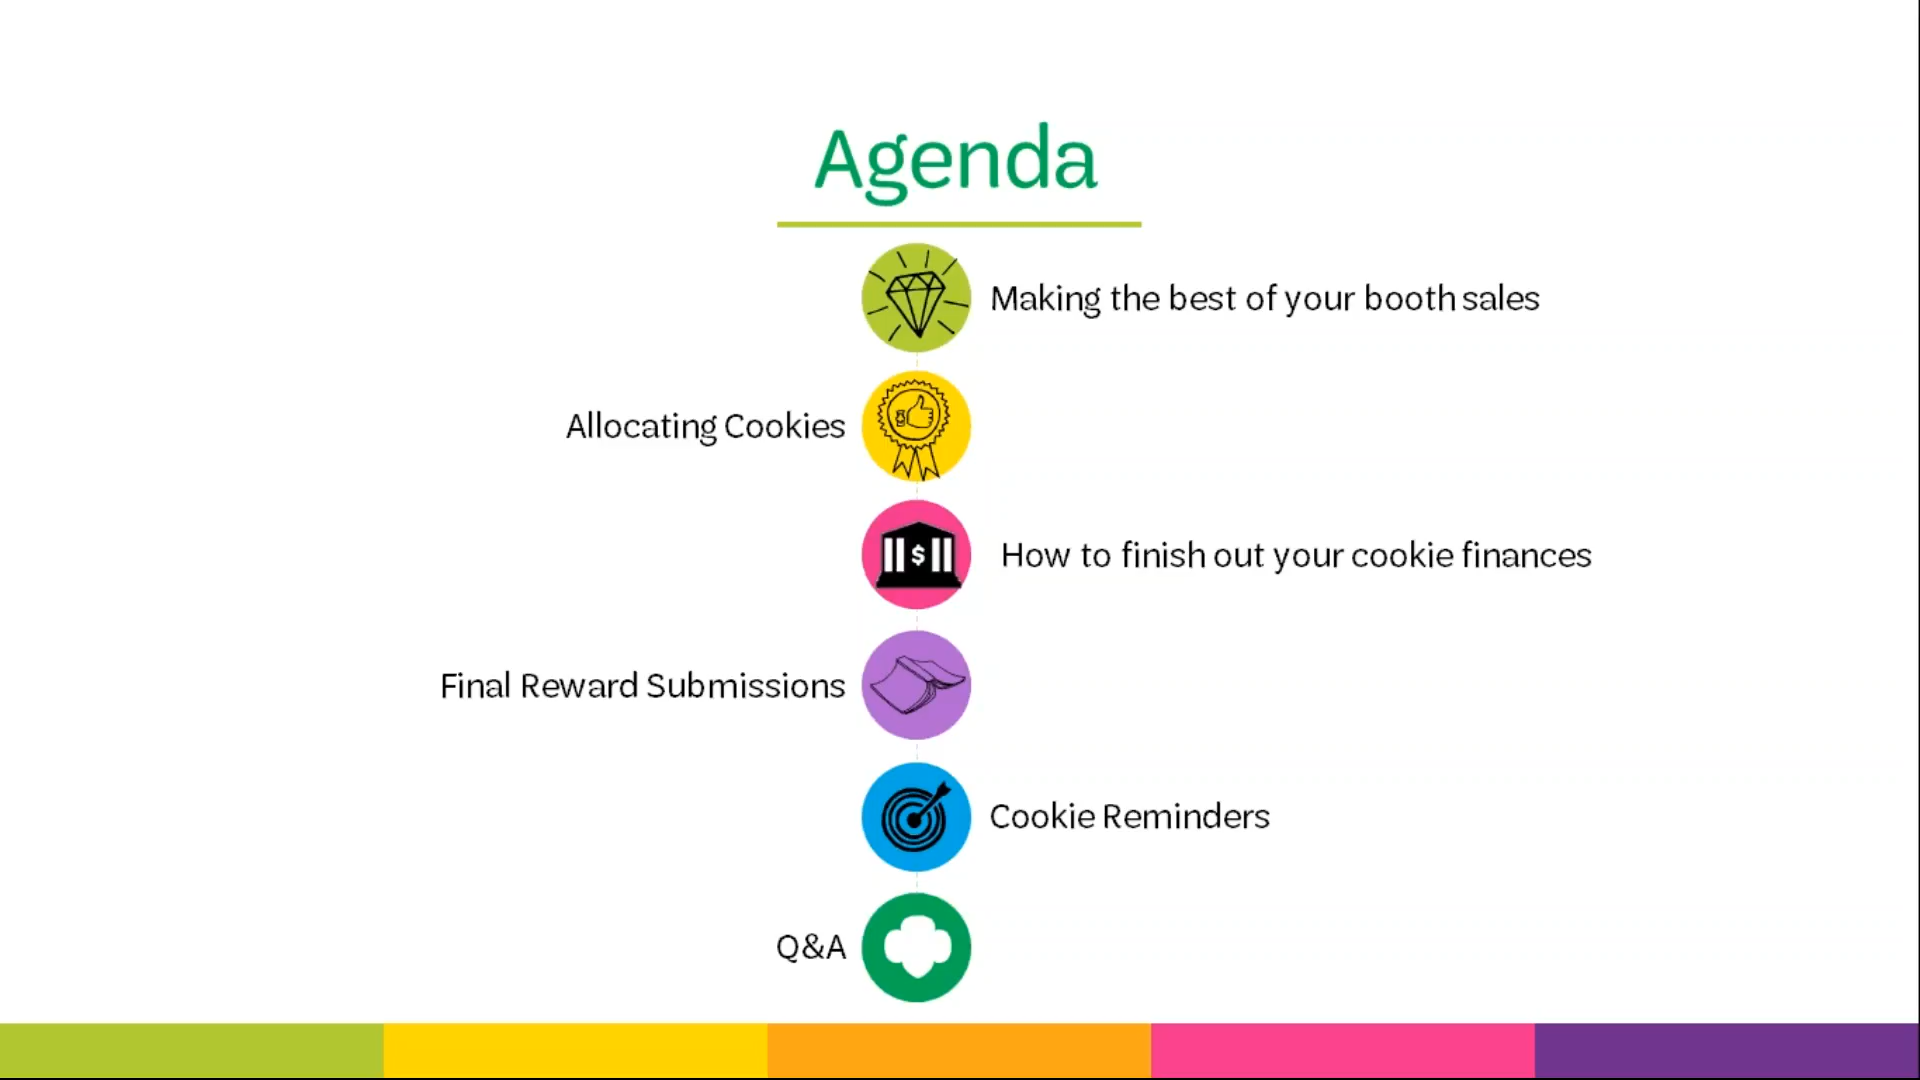 Agenda
Making the best of your booth sales
Allocating Cookies
$
How to finish out your cookie finances
Final Reward Submissions
Cookie Reminders
Q&A